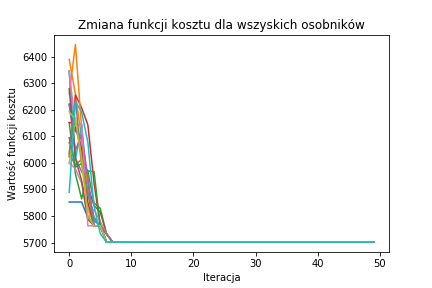 Zmiana funkcji kosztu dla wszyskich osobników
Wartość funkcji kosztu
6400
6300
6200
6100
6000
5900
5800
5700
0 10 20 30 40 50
Iteracja